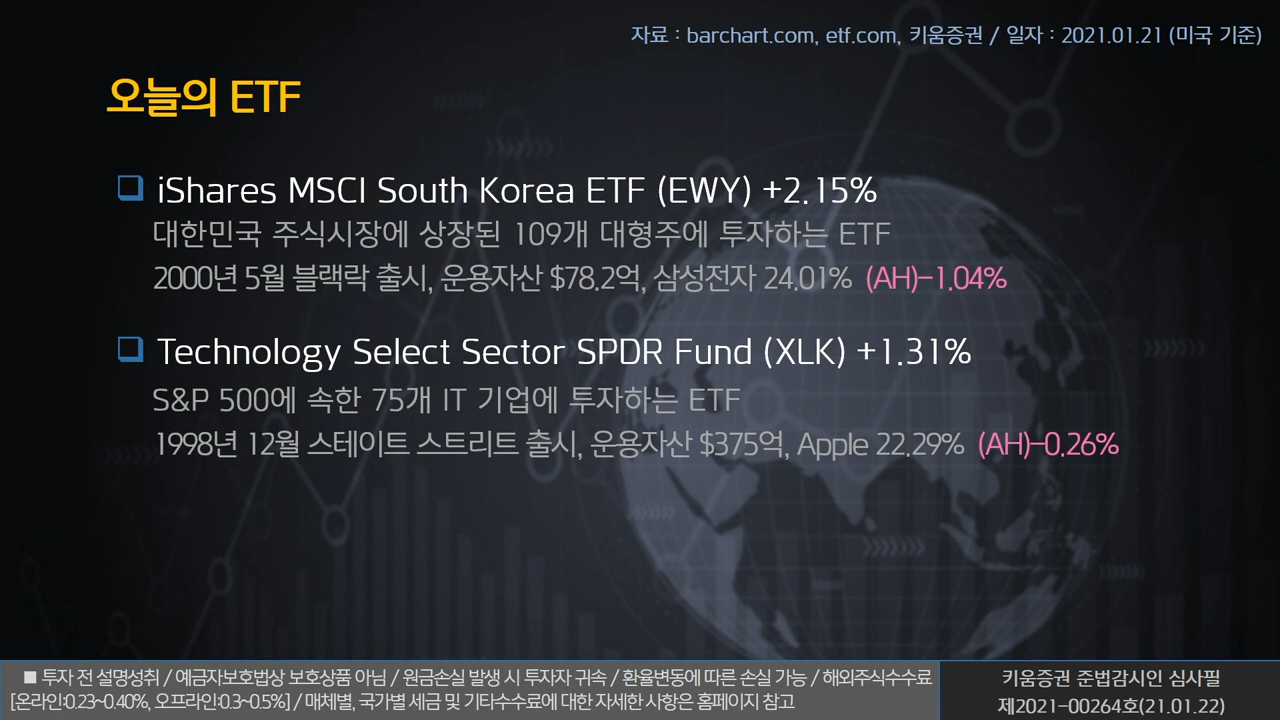 자료 : barchart.com, etf.com, 키움증권 / 일자 : 2021.01.21 (미국 기준)
오늘의 ETF
iShares MSCI South Korea ETF (EWY) +2.15%
대한민국 주식시장에 상장된 109개 대형주에 투자하는 ETF
2000년 5월 블랙락 출시, 운용자산 $78.2억, 삼성전자 24.01% (AH)-1.04%
Technology Select Sector SPDR Fund (XLK) +1.31%
S&P 500에 속한 75개 IT 기업에 투자하는 ETF
1998년 12월 스테이트 스트리트 출시, 운용자산 $375억, Apple 22.29% (AH)-0.26%
■ 투자 전 설명성취 / 예금자보호법상 보호상품 아님 / 원금손실 발생 시 투자자 귀속 / 환율변동에 따른 손실 가능 / 해외주식수수료
[온라인:0.23~0.40%, 오프라인:0.3~0.5%] / 매체별, 국가별 세금 및 기타수수료에 대한 자세한 사항은 홈페이지 참고
키움증권 준법감시인 심사필
제2021-00264호(21.01.22)